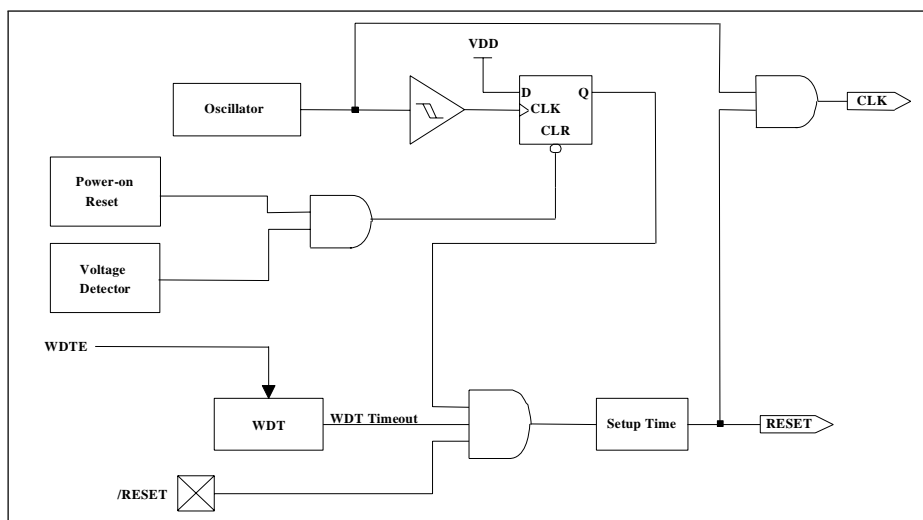 VDD
Oscillator
D
Q
CLK
CLR
CLK
Power-on
Reset
Voltage
Detector
WDTE
WDT
WDT Timeout
Setup Time
RESET
/RESET